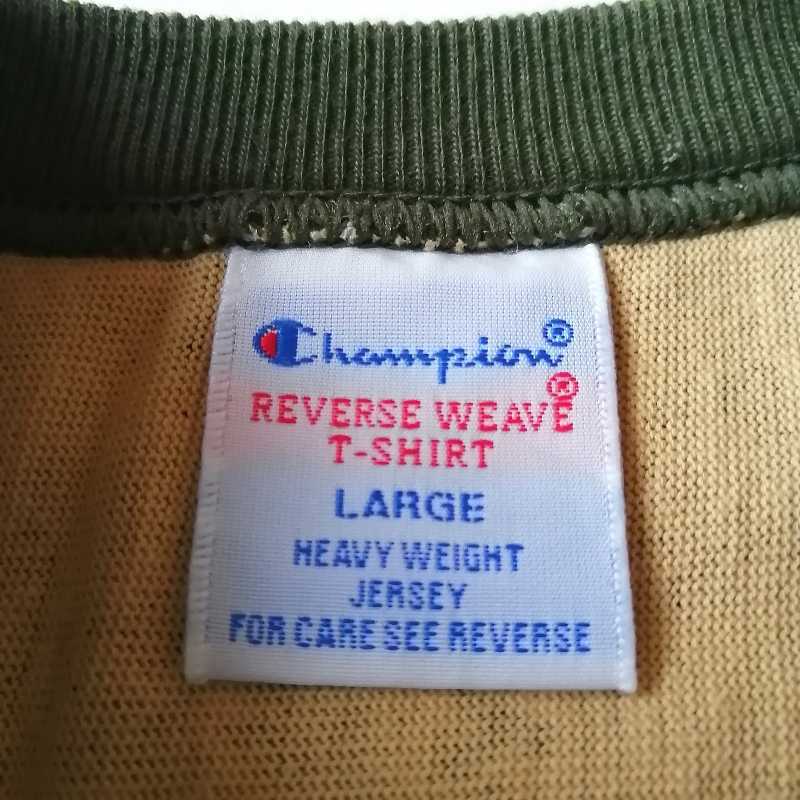 Champion®
REVERSE WEAVE®
T-SHIRT
LARGE
HEAVY WEIGHT
JERSEY
FOR CARE SEE REVERSE